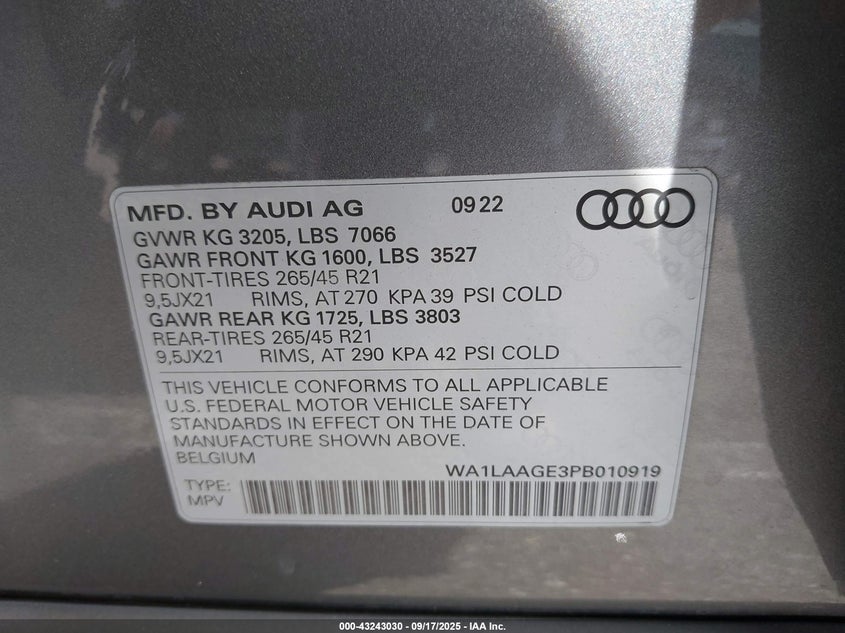 MFD. BY AUDI AG 09 22
GVWR KG 3205, LBS 7066
GAWR FRONT KG 1600, LBS 3527
FRONT-TIRES 265/45 R21
9,5JX21 RIMS, AT 270 KPA 39 PSI COLD
GAWR REAR KG 1725, LBS 3803
REAR-TIRES 265/45 R21
9,5JX21 RIMS, AT 290 KPA 42 PSI COLD
THIS VEHICLE CONFORMS TO ALL APPLICABLE
U.S. FEDERAL MOTOR VEHICLE SAFETY
STANDARDS IN EFFECT ON THE DATE OF
MANUFACTURE SHOWN ABOVE.
BELGIUM
WA1LAAGE3PB010919
TYPE:
MPV
000-43243030 - 09/17/2025 - IAA Inc.